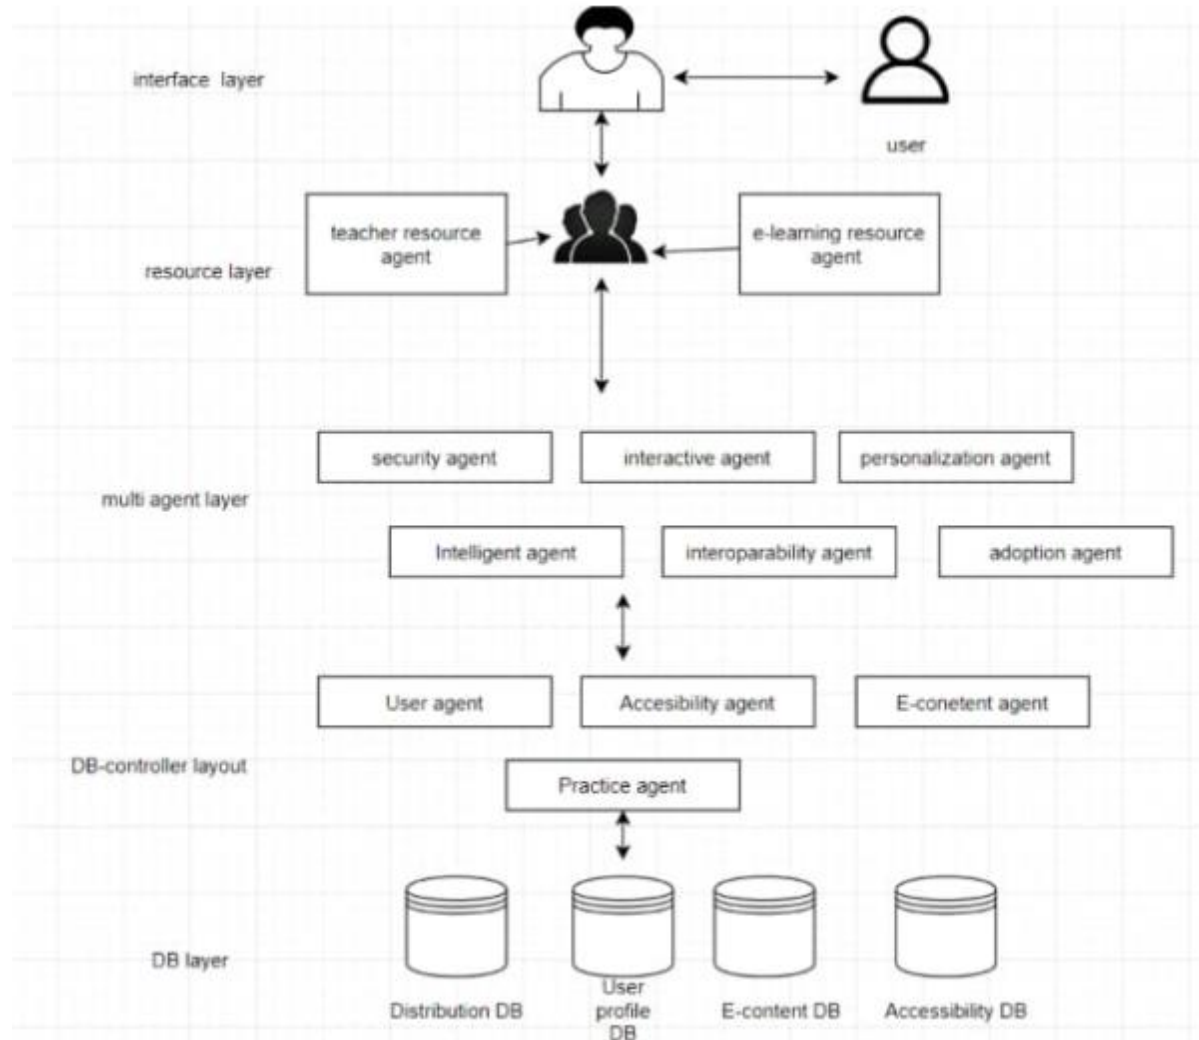 interface layer
user
teacher resource
agent
e-learning resource
agent
resource layer
security agent
interactive agent
personalization agent
multi agent layer
Intelligent agent
interoparability agent
adoption agent
User agent
Accesibility agent
E-conetent agent
DB-controller layout
Practice agent
DB layer
Distribution DB
User
profile
DB
E-content DB
Accessibility DB